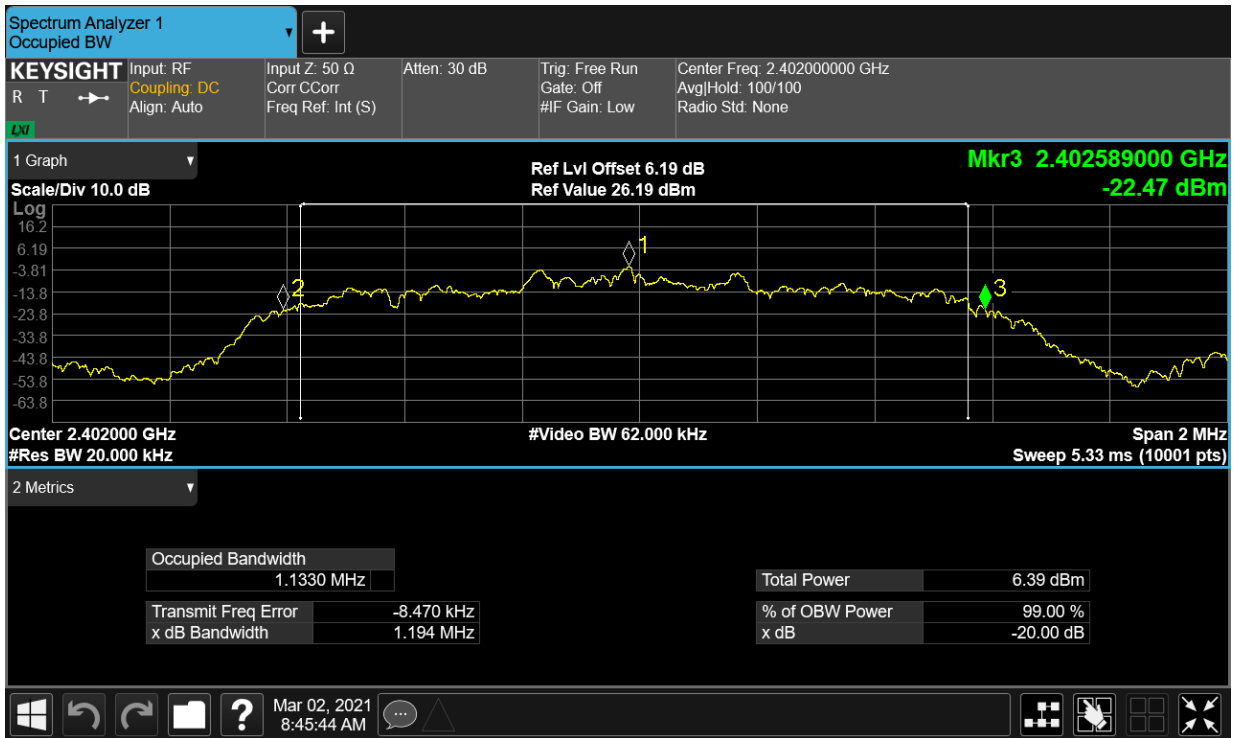 Spectrum Analyzer 1
Occupied BW
KEYSIGHT
R T
LXI
Input: RF
Coupling: DC
Align: Auto
Input Z: 50 Ω
Corr CCorr
Freq Ref: Int (S)
Atten: 30 dB
Trig: Free Run
Gate: Off
#IF Gain: Low
Center Freq: 2.402000000 GHz
Avg|Hold: 100/100
Radio Std: None
1 Graph
Scale/Div 10.0 dB
Ref Lvl Offset 6.19 dB
Ref Value 26.19 dBm
Mkr3 2.402589000 GHz
-22.47 dBm
Log
16.2
6.19
-3.81
-13.8
-23.8
-33.8
-43.8
-53.8
-63.8
1
2
3
Center 2.402000 GHz
#Res BW 20.000 kHz
#Video BW 62.000 kHz
Span 2 MHz
Sweep 5.33 ms (10001 pts)
2 Metrics
Occupied Bandwidth
1.1330 MHz
Transmit Freq Error -8.470 kHz
x dB Bandwidth 1.194 MHz
Total Power 6.39 dBm
% of OBW Power 99.00 %
x dB -20.00 dB
?
Mar 02, 2021
8:45:44 AM